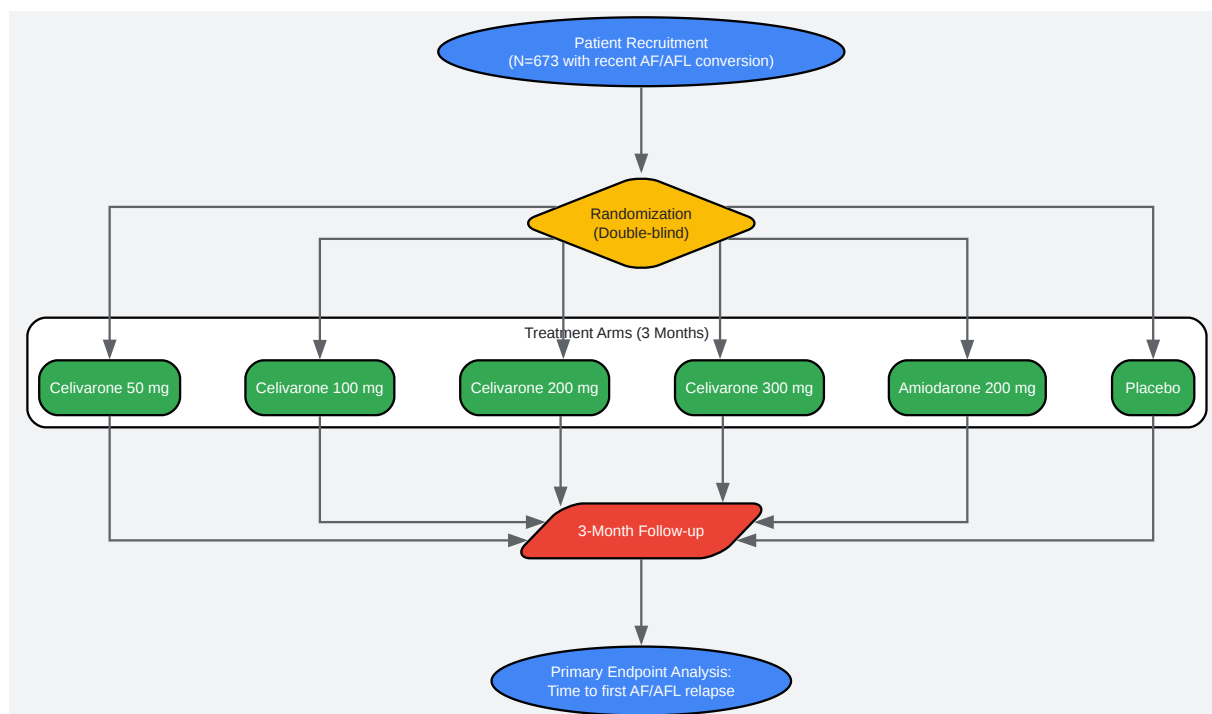 Patient Recruitment
(N=673 with recent AF/AFL conversion)
Randomization
(Double-blind)
Treatment Arms (3 Months)
Celivarone 50 mg
Celivarone 100 mg
Celivarone 200 mg
Celivarone 300 mg
Amiodarone 200 mg
Placebo
3-Month Follow-up
Primary Endpoint Analysis:
Time to first AF/AFL relapse